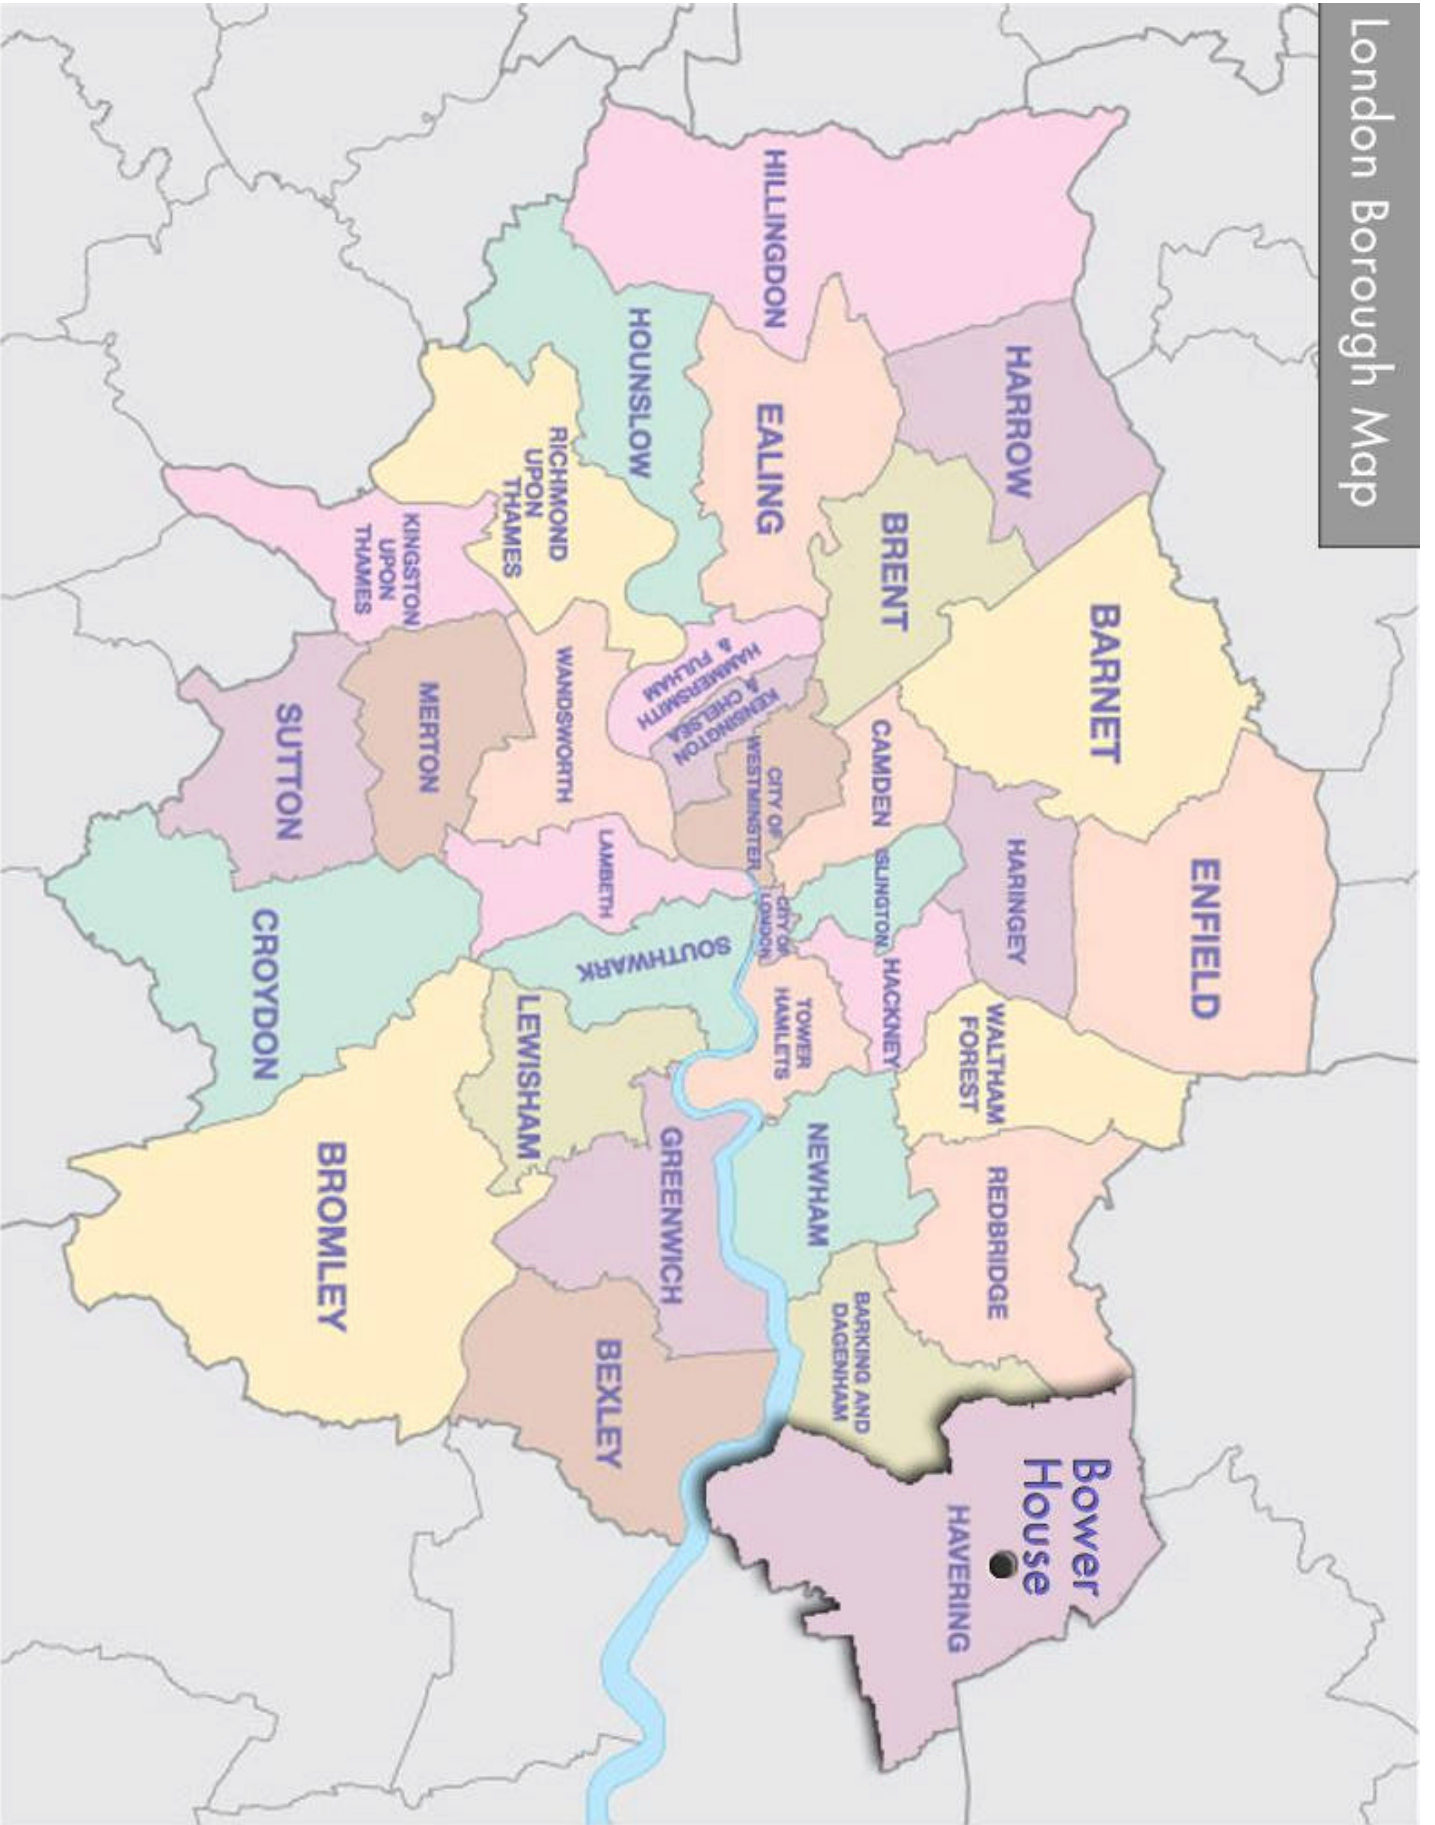 London Borough Map
Bower
House
HAVERING
ENFIELD
BARNET
HARROW
HILLINGDON
HARINGEY
WALTHAM
FOREST
REDBRIDGE
BRENT
CAMDEN
ISLINGTON
HACKNEY
EALING
CITY OF
WESTMINSTER
CITY OF
LONDON
TOWER
HAMLETS
NEWHAM
BARKING AND
DAGENHAM
HOUNSLOW
HAMMERSMITH
& FULHAM
KENSINGTON
& CHELSEA
RICHMOND
UPON
THAMES
WANDSWORTH
LAMBETH
SOUTHWARK
LEWISHAM
GREENWICH
BEXLEY
KINGSTON
UPON
THAMES
MERTON
SUTTON
CROYDON
BROMLEY